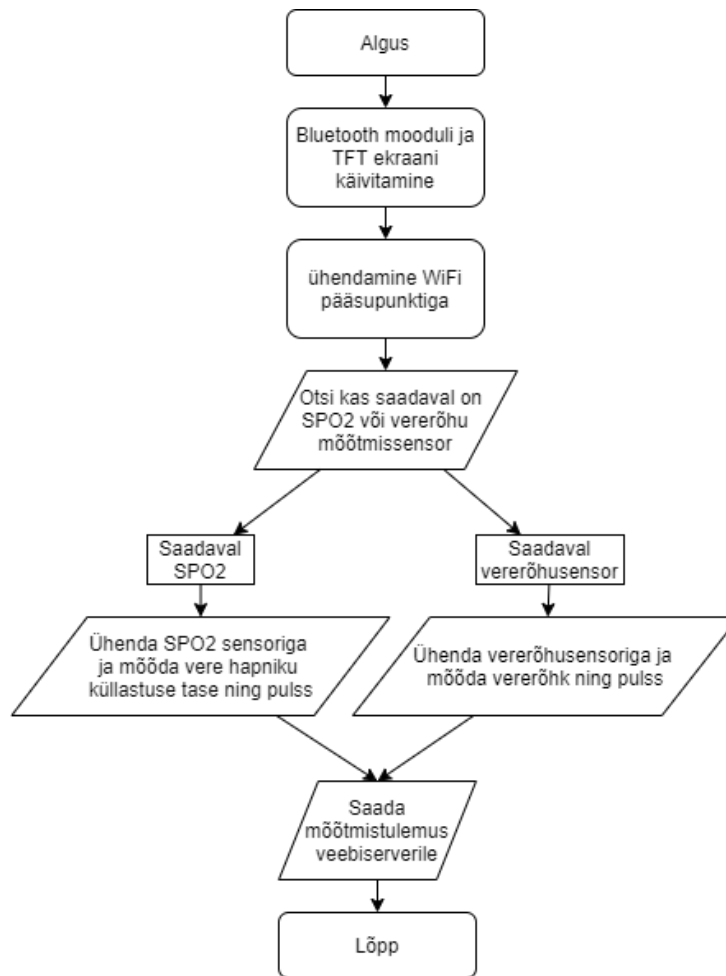 Algus
Bluetooth mooduli ja
TFT ekraani
käivitamine
ühendamine WiFi
pääsupunktiga
Otsi kas saadaval on
SPO2 või vererõhu
mõõtmissensor
Saadaval
SPO2
Saadaval
vererõhusensor
Ühenda SPO2 sensoriga
ja mõõda vere hapniku
küllastuse tase ning pulss
Ühenda vererõhusensoriga ja
mõõda vererõhk ning pulss
Saada
mõõtmistulemus
veebiserverile
Lõpp